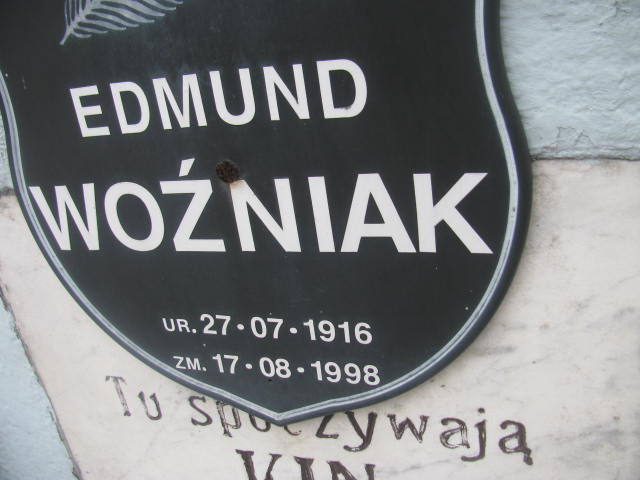 EDMUND
WOŹNIAK
UR. 27·07·1916
ZM. 17·08·1998
Tu spoczywają